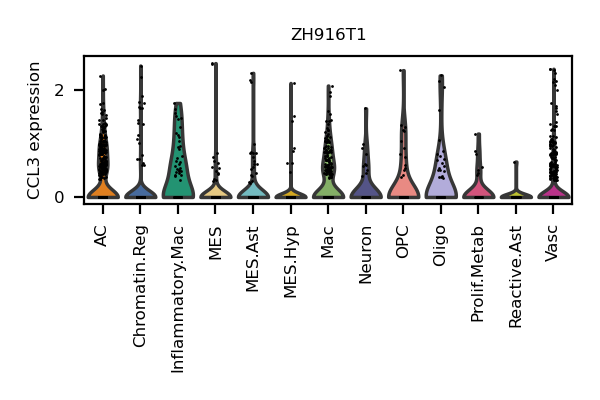 ZH916T1
CCL3 expression
2
0
AC
Chromatin.Reg
Inflammatory.Mac
MES
MES.Ast
MES.Hyp
Mac
Neuron
OPC
Oligo
Prolif.Metab
Reactive.Ast
Vasc